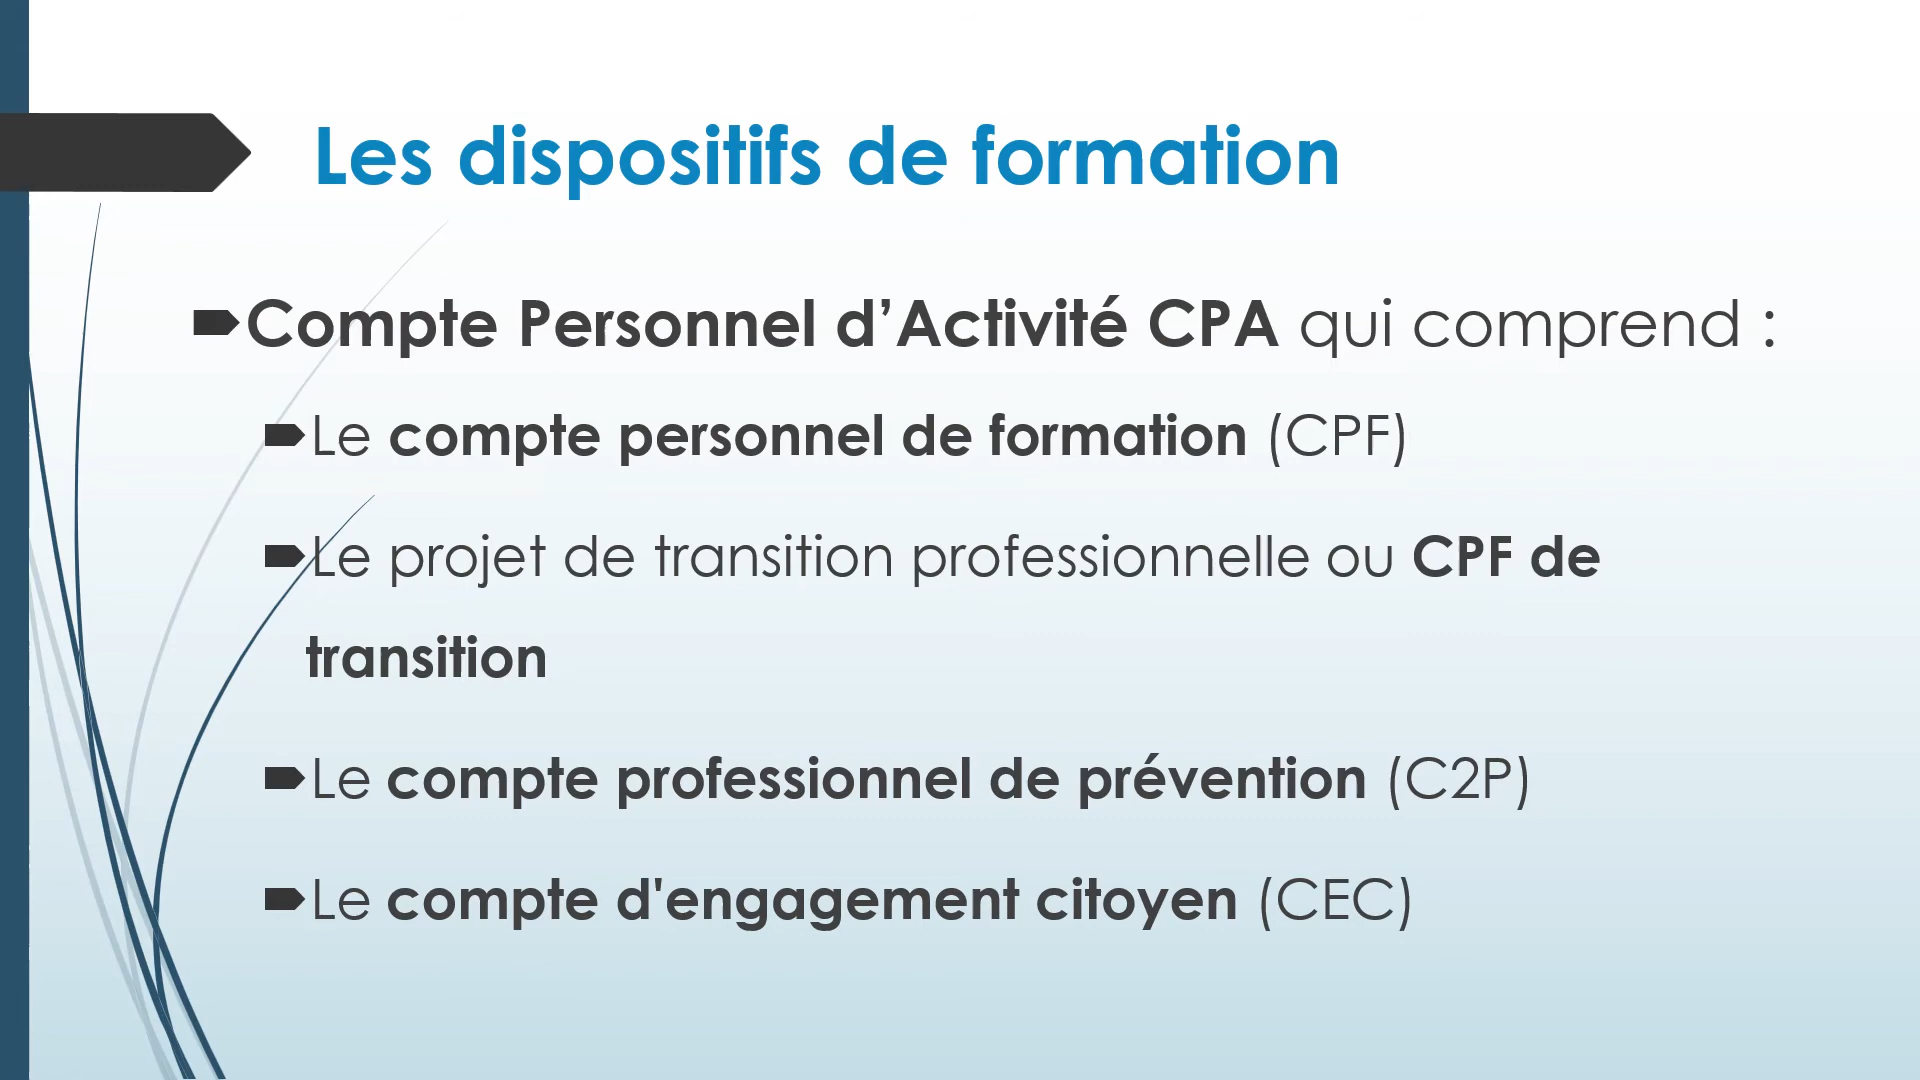 Les dispositifs de formation
Compte Personnel d’Activité CPA qui comprend :
Le compte personnel de formation (CPF)
Le projet de transition professionnelle ou CPF de
transition
Le compte professionnel de prévention (C2P)
Le compte d'engagement citoyen (CEC)